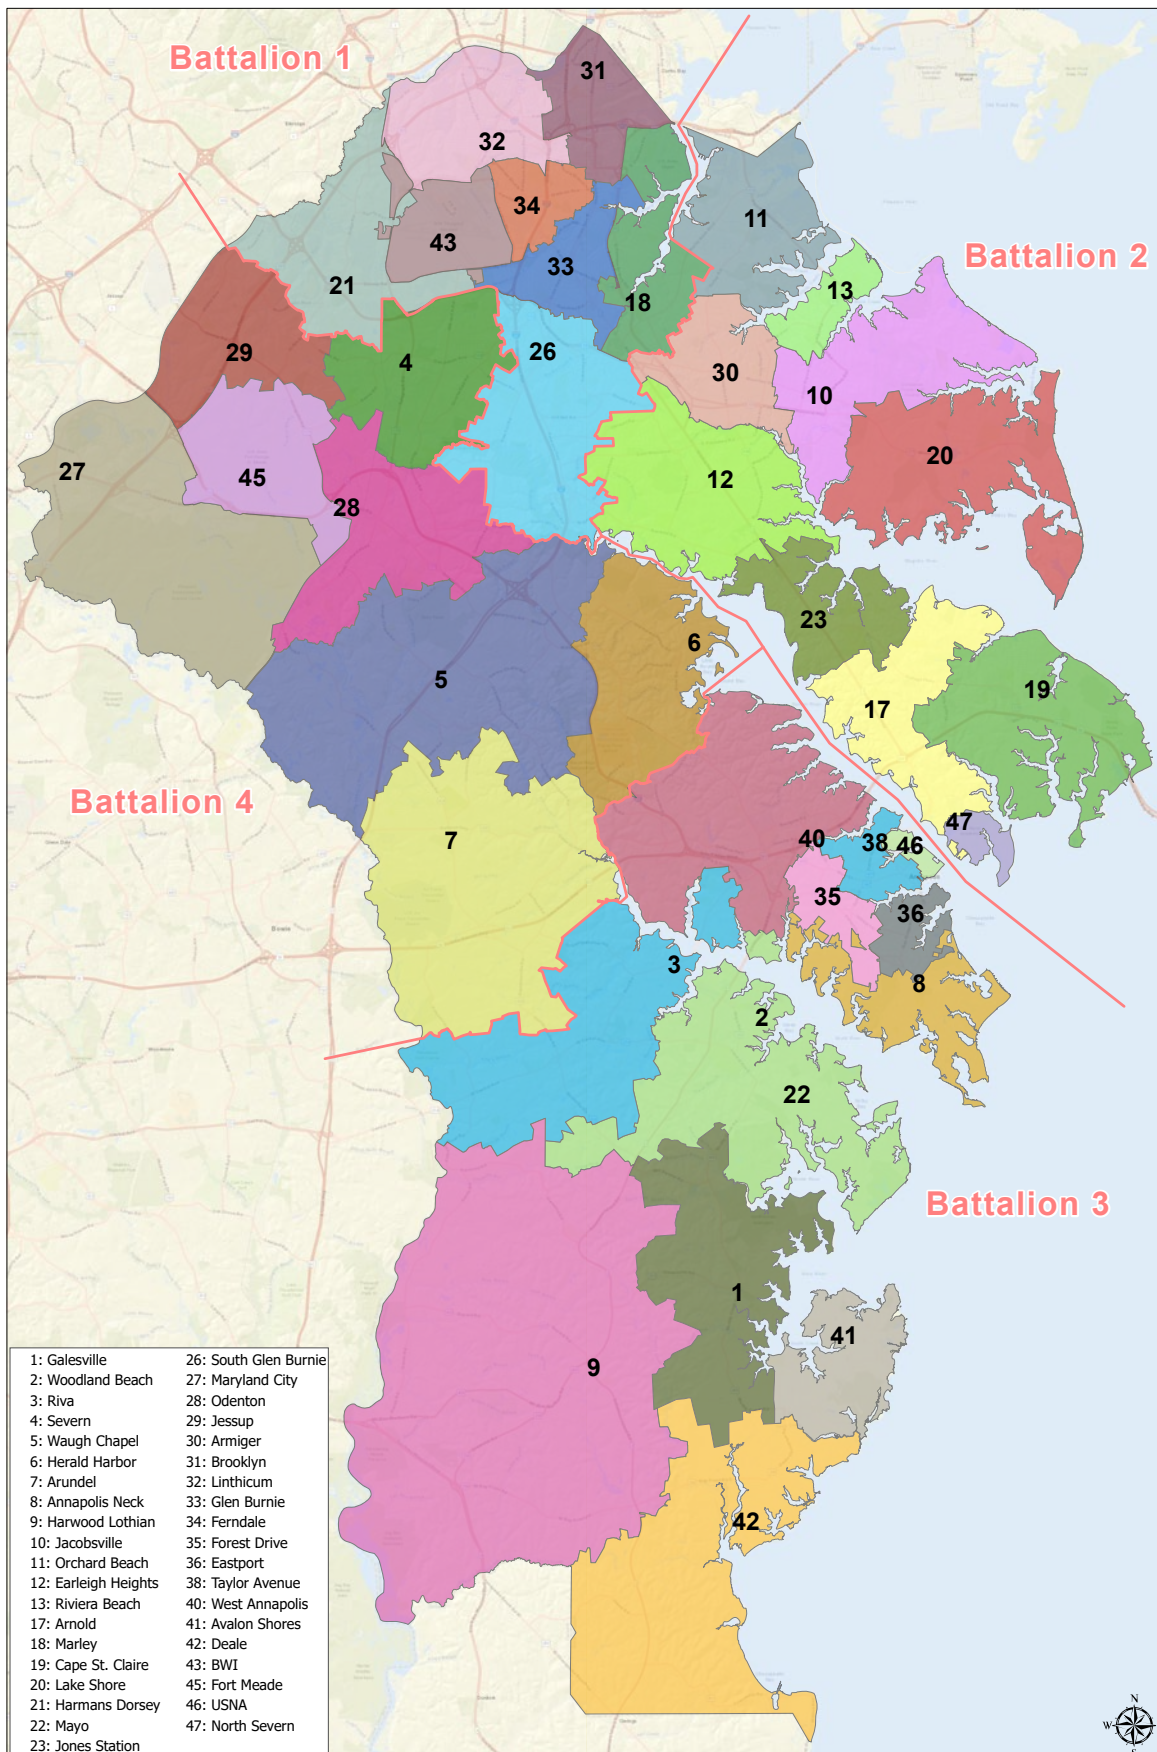 Battalion 1
31
32
11
34
43
Battalion 2
33
21
13
18
26
29
4
30
10
20
27
45
12
28
23
6
5
19
17
Battalion 4
47
7
40
38
46
35
36
3
8
2
22
Battalion 3
1
41
9
42
1: Galesville
2: Woodland Beach
3: Riva
4: Severn
5: Waugh Chapel
6: Herald Harbor
7: Arundel
8: Annapolis Neck
9: Harwood Lothian
10: Jacobsville
11: Orchard Beach
12: Earleigh Heights
13: Riviera Beach
17: Arnold
18: Marley
19: Cape St. Claire
20: Lake Shore
21: Harmans Dorsey
22: Mayo
23: Jones Station
26: South Glen Burnie
27: Maryland City
28: Odenton
29: Jessup
30: Armiger
31: Brooklyn
32: Linthicum
33: Glen Burnie
34: Ferndale
35: Forest Drive
36: Eastport
38: Taylor Avenue
40: West Annapolis
41: Avalon Shores
42: Deale
43: BWI
45: Fort Meade
46: USNA
47: North Severn
N
W
E